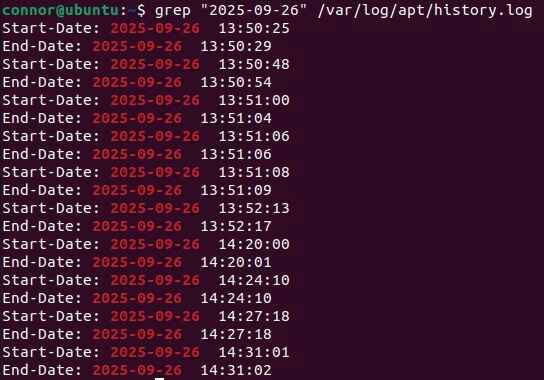 connor@ubuntu:~$ grep "2025-09-26" /var/log/apt/history.log
Start-Date: 2025-09-26  13:50:25
End-Date: 2025-09-26  13:50:29
Start-Date: 2025-09-26  13:50:48
End-Date: 2025-09-26  13:50:54
Start-Date: 2025-09-26  13:51:00
End-Date: 2025-09-26  13:51:04
Start-Date: 2025-09-26  13:51:06
End-Date: 2025-09-26  13:51:06
Start-Date: 2025-09-26  13:51:08
End-Date: 2025-09-26  13:51:09
Start-Date: 2025-09-26  13:52:13
End-Date: 2025-09-26  13:52:17
Start-Date: 2025-09-26  14:20:00
End-Date: 2025-09-26  14:20:01
Start-Date: 2025-09-26  14:24:10
End-Date: 2025-09-26  14:24:10
Start-Date: 2025-09-26  14:27:18
End-Date: 2025-09-26  14:27:18
Start-Date: 2025-09-26  14:31:01
End-Date: 2025-09-26  14:31:02